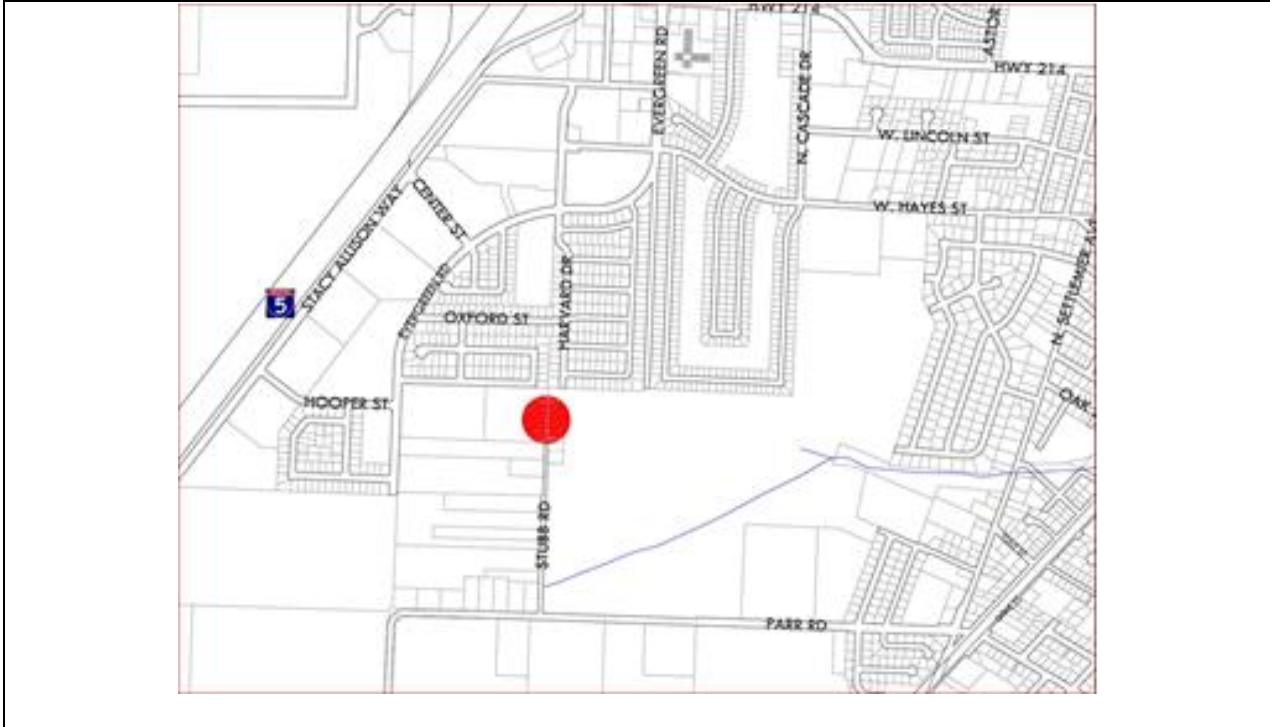 HWY 214
ASTOR
EVERGREEN RD
HWY 214
N. CASCADE DR
W. LINCOLN ST
CENTER ST
W. HAYES ST
STACY ALLISON WAY
5
EVERGREEN RD
HARVARD DR
OXFORD ST
N. SETTLEMIER AVE
HOOPER ST
OAK
STUBB RD
PARR RD